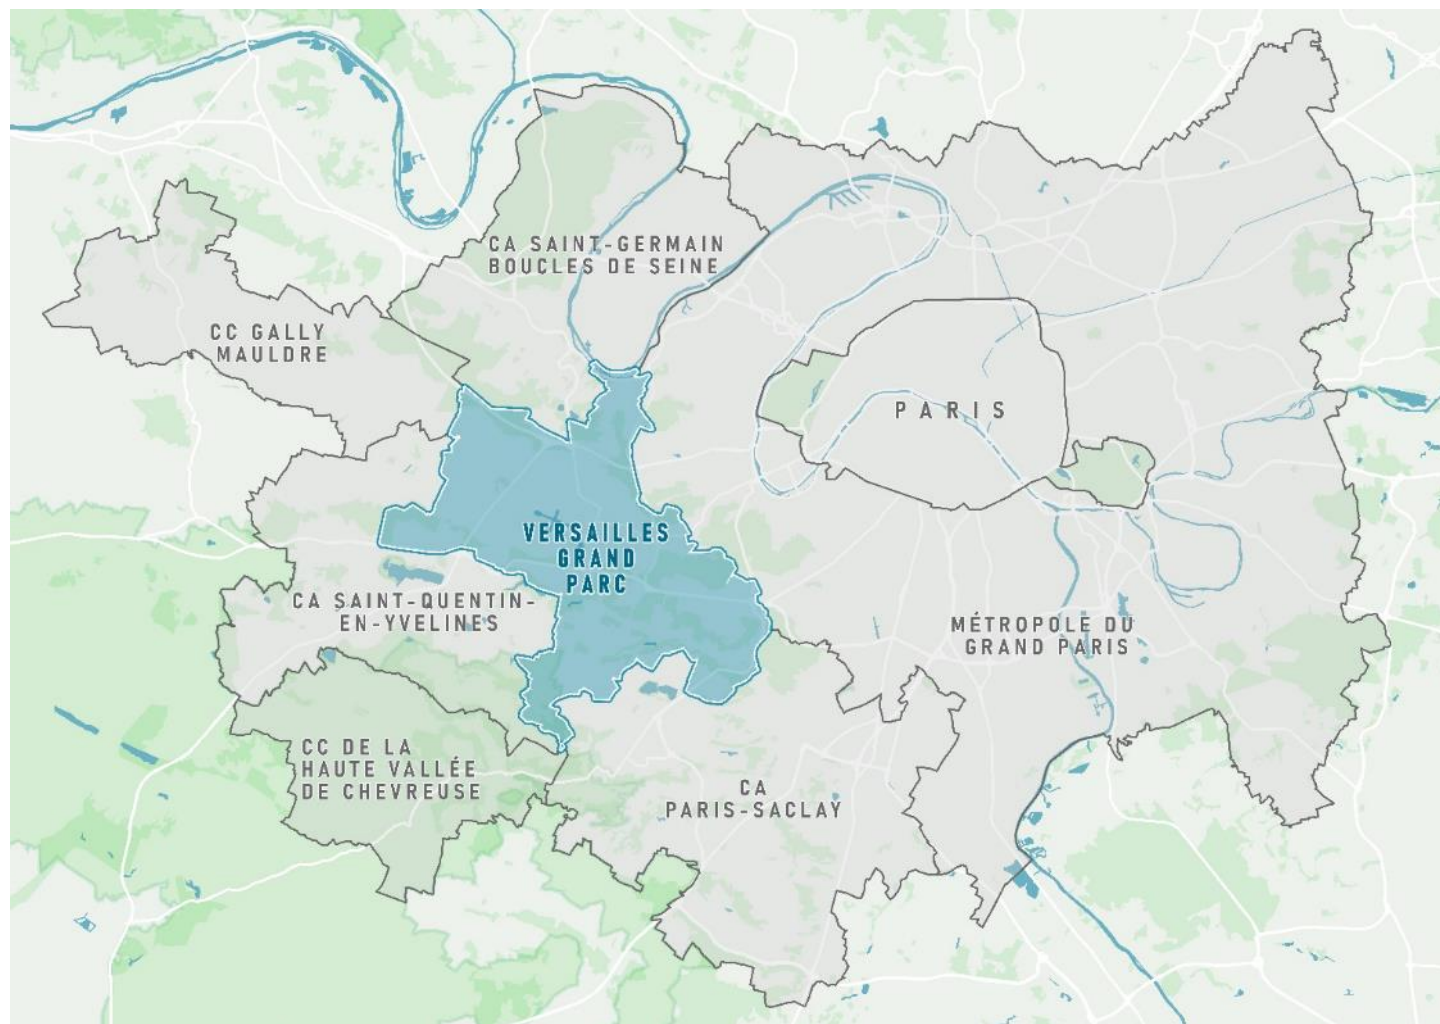 CA SAINT-GERMAIN
BOUCLES DE SEINE
CC GALLY
MAULDRE
PARIS
VERSAILLES
GRAND
PARC
CA SAINT-QUENTIN-
EN-YVELINES
MÉTROPOLE DU
GRAND PARIS
CC DE LA
HAUTE VALLÉE
DE CHEVREUSE
CA
PARIS-SACLAY